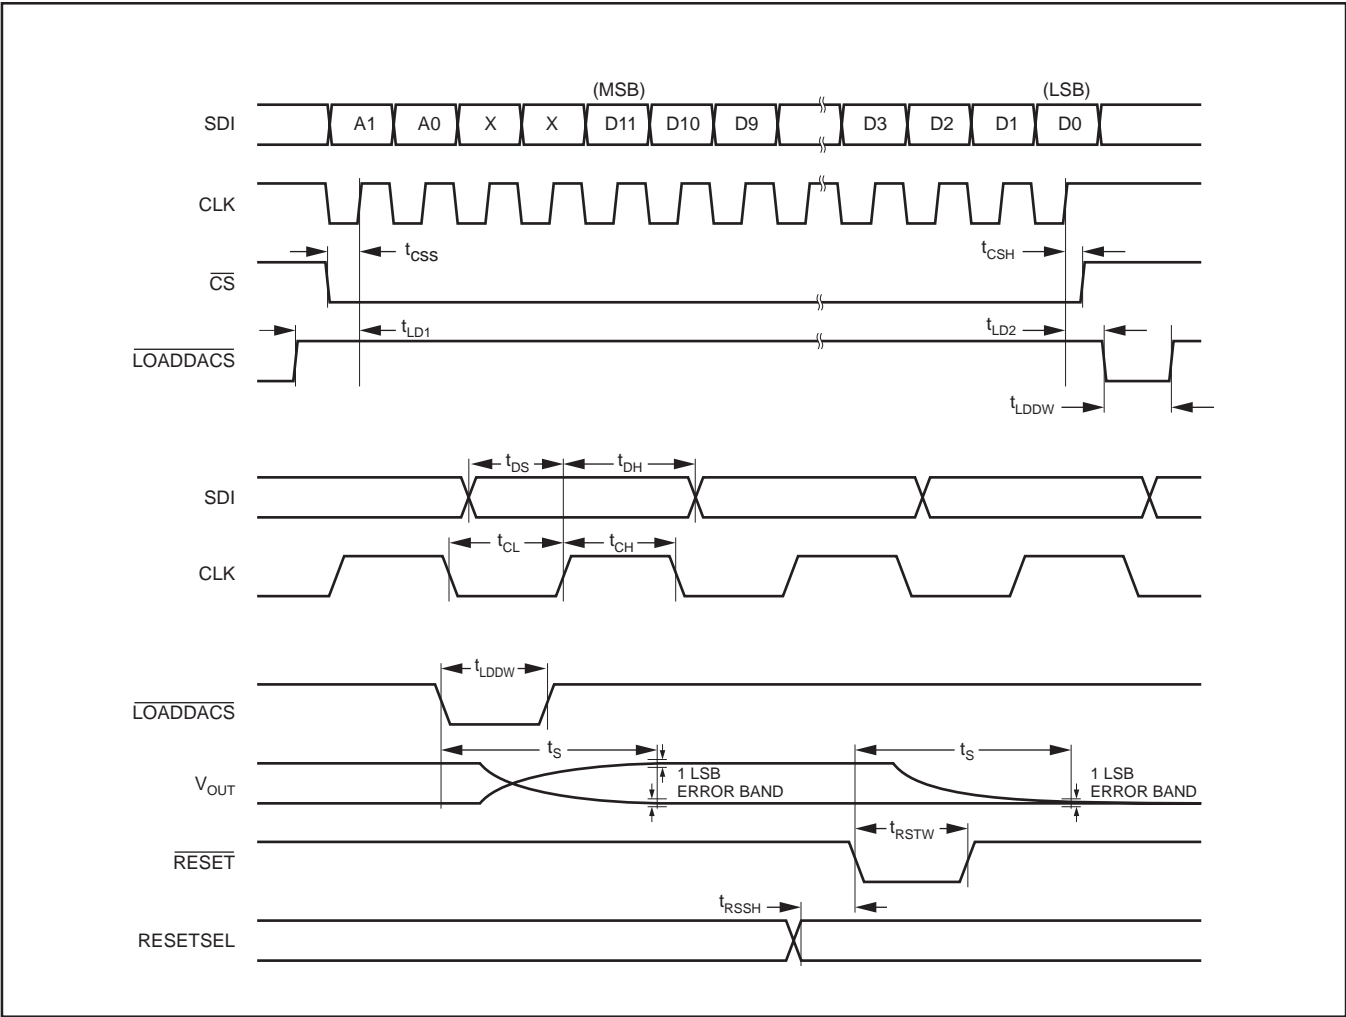 (MSB) (LSB)
SDI A1 A0 X X D11 D10 D9 D3 D2 D1 D0
CLK
tCSS tCSH
CS
tLD1 tLD2
LOADDACS
tLDDW
tDS tDH
SDI
tCL tCH
CLK
tLDDW
LOADDACS
tS tS
1 LSB 1 LSB
VOUT ERROR BAND ERROR BAND
tRSTW
RESET
tRSSH
RESETSEL